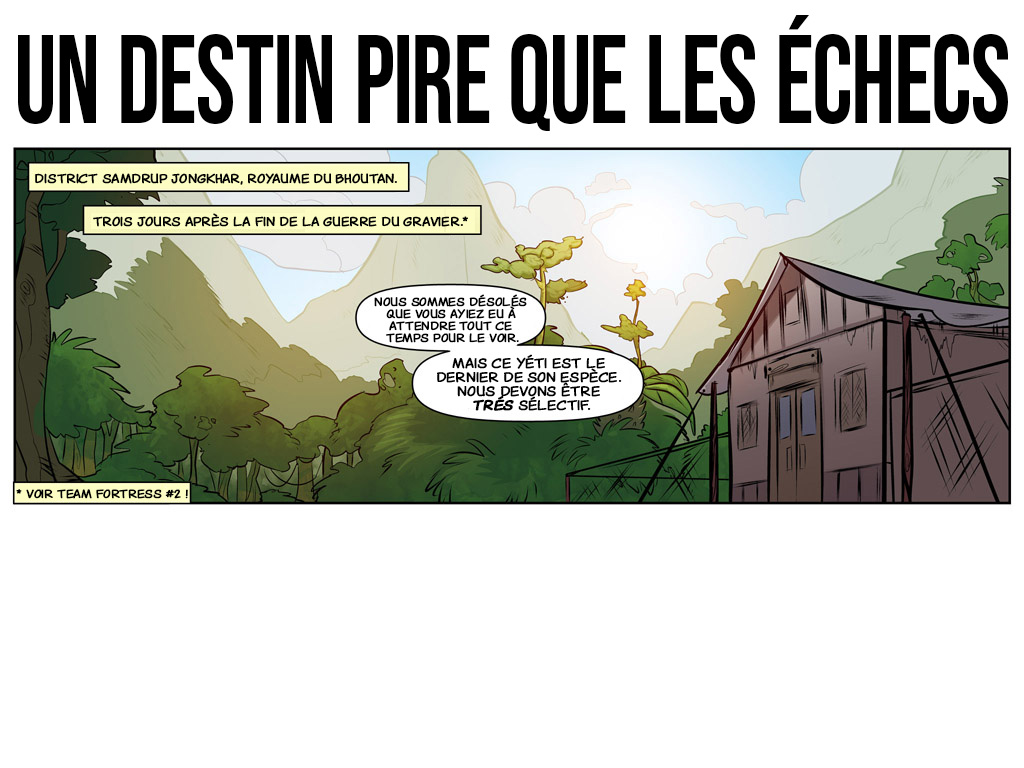 UN DESTIN PIRE QUE LES ÉCHECS
DISTRICT SAMDRUP JONGKHAR, ROYAUME DU BHOUTAN.
TROIS JOURS APRÈS LA FIN DE LA GUERRE DU GRAVIER.*
NOUS SOMMES DÉSOLÉS
QUE VOUS AYIEZ EU À
ATTENDRE TOUT CE
TEMPS POUR LE VOIR.
MAIS CE YÉTI EST LE
DERNIER DE SON ESPÈCE.
NOUS DEVONS ÊTRE
TRÉS SÉLECTIF.
* VOIR TEAM FORTRESS #2 !